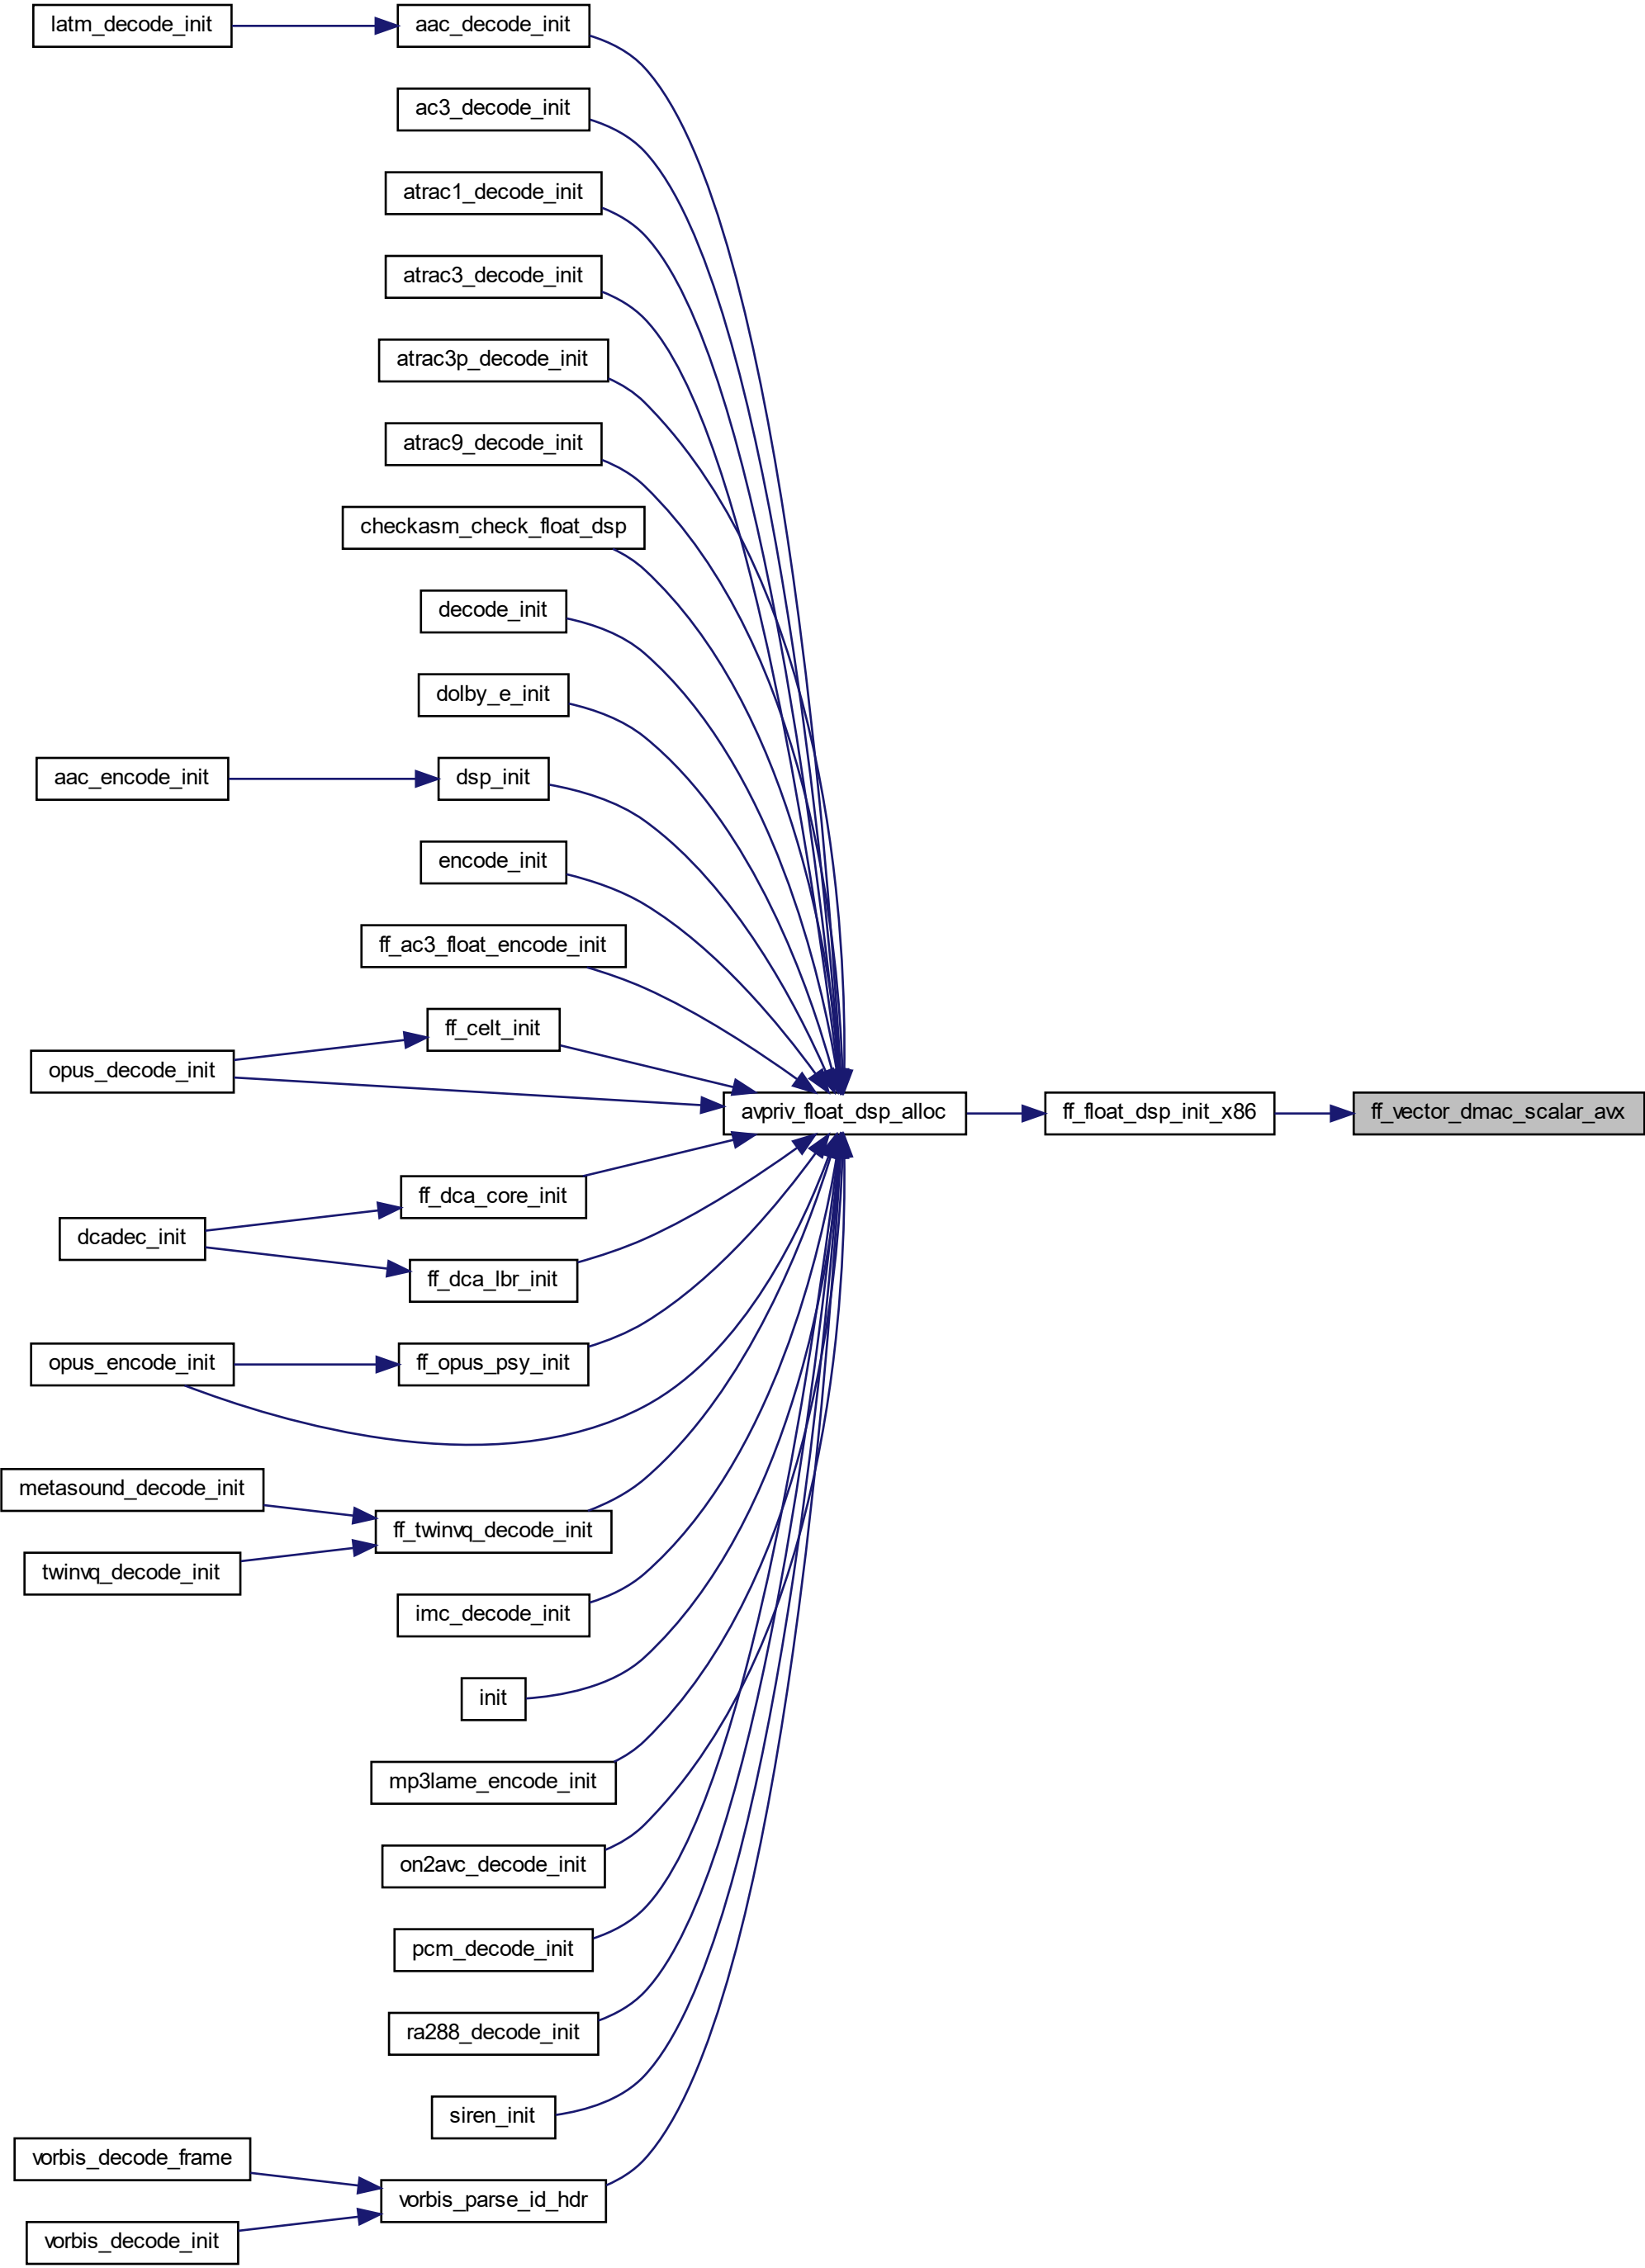 latm_decode_init
aac_decode_init
ac3_decode_init
atrac1_decode_init
atrac3_decode_init
atrac3p_decode_init
atrac9_decode_init
checkasm_check_float_dsp
decode_init
dolby_e_init
aac_encode_init
dsp_init
encode_init
ff_ac3_float_encode_init
ff_celt_init
opus_decode_init
avpriv_float_dsp_alloc
ff_float_dsp_init_x86
ff_vector_dmac_scalar_avx
ff_dca_core_init
dcadec_init
ff_dca_lbr_init
opus_encode_init
ff_opus_psy_init
metasound_decode_init
ff_twinvq_decode_init
twinvq_decode_init
imc_decode_init
init
mp3lame_encode_init
on2avc_decode_init
pcm_decode_init
ra288_decode_init
siren_init
vorbis_decode_frame
vorbis_parse_id_hdr
vorbis_decode_init